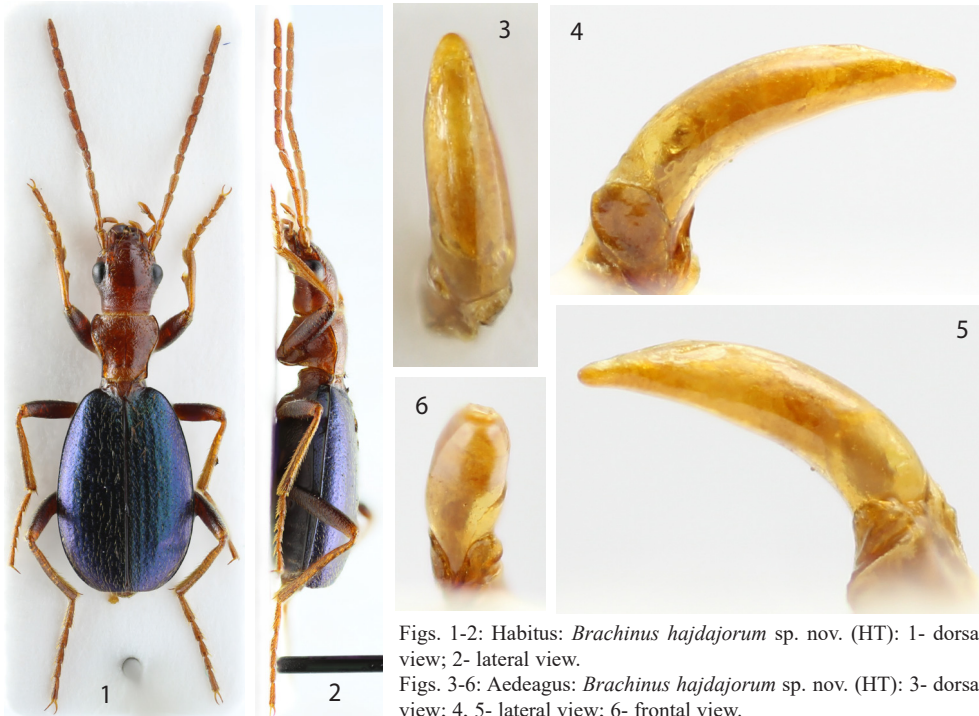 1
2
3
4
5
6
Figs. 1-2: Habitus: Brachinus hajdajorum sp. nov. (HT): 1- dorsa
view; 2- lateral view.
Figs. 3-6: Aedeagus: Brachinus hajdajorum sp. nov. (HT): 3- dorsa
view; 4, 5- lateral view; 6- frontal view.